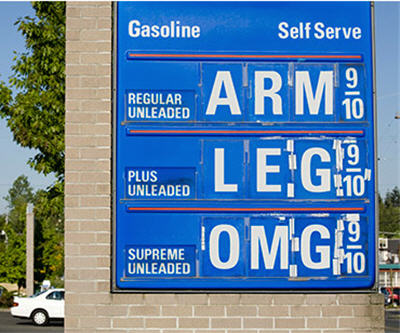 Gasoline Self Serve
REGULAR UNLEADED ARM 9/10
PLUS UNLEADED LEG 9/10"
SUPREME UNLEADED OMG 9/10